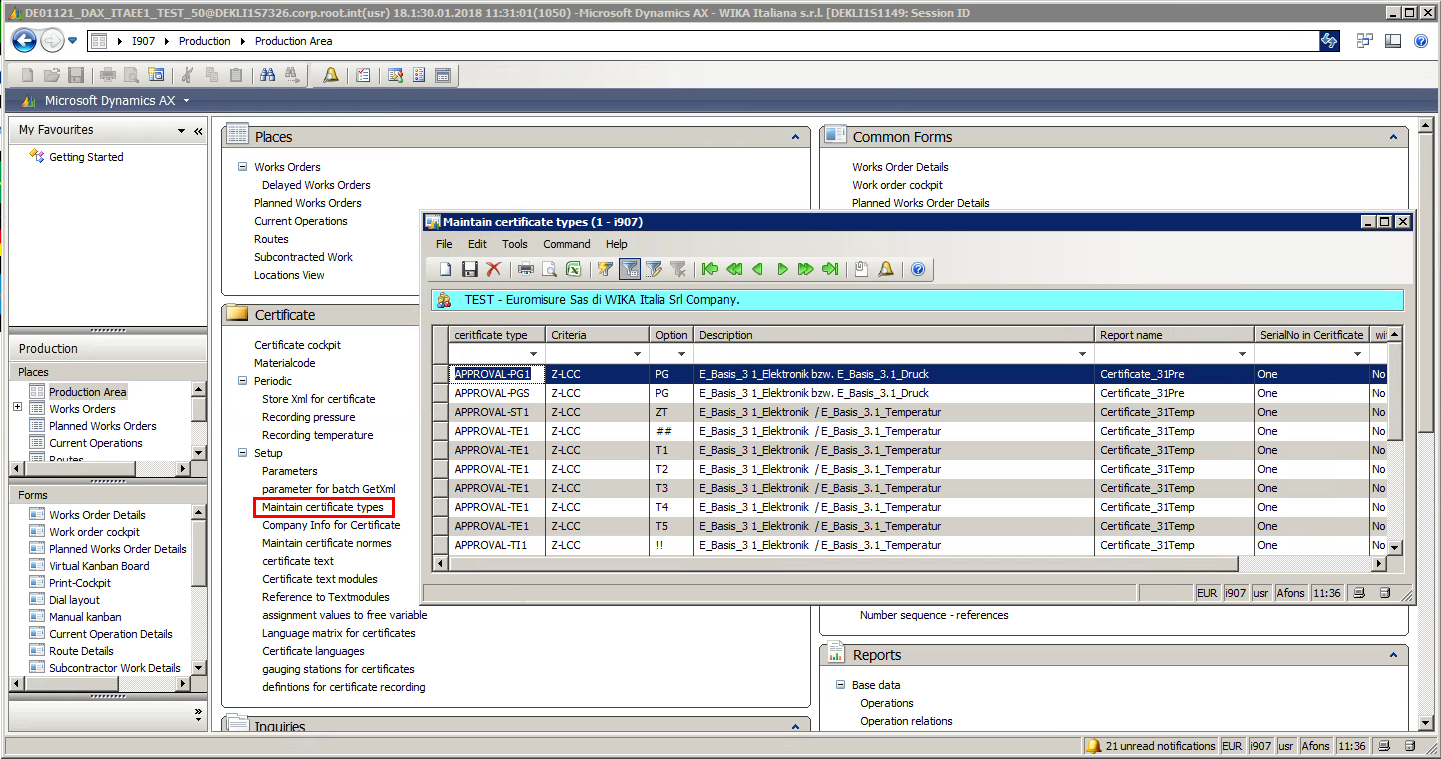 DE01121_DAX_ITAEE1_TEST_50@DEKLI1S7326.corp.root.int(usr) 18.1:30.01.2018 11:31:01(1050) -Microsoft Dynamics AX - WIKA Italiana s.r.l. [DEKLI1S1149: Session ID
I907 Production Production Area
Microsoft Dynamics AX
My Favourites
Getting Started
Production
Places
Production Area
Works Orders
Planned Works Orders
Current Operations
Routes
Forms
Works Order Details
Work order cockpit
Planned Works Order Details
Virtual Kanban Board
Print-Cockpit
Dial layout
Manual kanban
Current Operation Details
Route Details
Subcontractor Work Details
Places
Works Orders
Delayed Works Orders
Planned Works Orders
Current Operations
Routes
Subcontracted Work
Locations View
Certificate
Certificate cockpit
Materialcode
Periodic
Store Xml for certificate
Recording pressure
Recording temperature
Setup
Parameters
parameter for batch GetXml
Maintain certificate types
Company Info for Certificate
Maintain certificate normes
certificate text
Certificate text modules
Reference to Textmodules
assignment values to free variable
Language matrix for certificates
Certificate languages
gauging stations for certificates
defintions for certificate recording
Inquiries
Common Forms
Works Order Details
Work order cockpit
Planned Works Order Details
Maintain certificate types (1 - i907)
File Edit Tools Command Help
TEST - Euromisure Sas di WIKA Italia Srl Company.
ceritficate type Criteria Option Description Report name SerialNo in Ceritficate wit
APPROVAL-PG1 Z-LCC PG E_Basis_3 1_Elektronik bzw. E_Basis_3.1_Druck Certificate_31Pre One No
APPROVAL-PGS Z-LCC PG E_Basis_3 1_Elektronik bzw. E_Basis_3.1_Druck Certificate_31Pre One No
APPROVAL-ST1 Z-LCC ZT E_Basis_3 1_Elektronik / E_Basis_3.1_Temperatur Certificate_31Temp One No
APPROVAL-TE1 Z-LCC ## E_Basis_3 1_Elektronik / E_Basis_3.1_Temperatur Certificate_31Temp One No
APPROVAL-TE1 Z-LCC T1 E_Basis_3 1_Elektronik / E_Basis_3.1_Temperatur Certificate_31Temp One No
APPROVAL-TE1 Z-LCC T2 E_Basis_3 1_Elektronik / E_Basis_3.1_Temperatur Certificate_31Temp One No
APPROVAL-TE1 Z-LCC T3 E_Basis_3 1_Elektronik / E_Basis_3.1_Temperatur Certificate_31Temp One No
APPROVAL-TE1 Z-LCC T4 E_Basis_3 1_Elektronik / E_Basis_3.1_Temperatur Certificate_31Temp One No
APPROVAL-TE1 Z-LCC T5 E_Basis_3 1_Elektronik / E_Basis_3.1_Temperatur Certificate_31Temp One No
APPROVAL-TI1 Z-LCC !! E_Basis_3 1_Elektronik / E_Basis_3.1_Temperatur Certificate_31Temp One No
EUR i907 usr Afons 11:36
Number sequence - references
Reports
Base data
Operations
Operation relations
21 unread notifications EUR i907 usr Afons 11:36